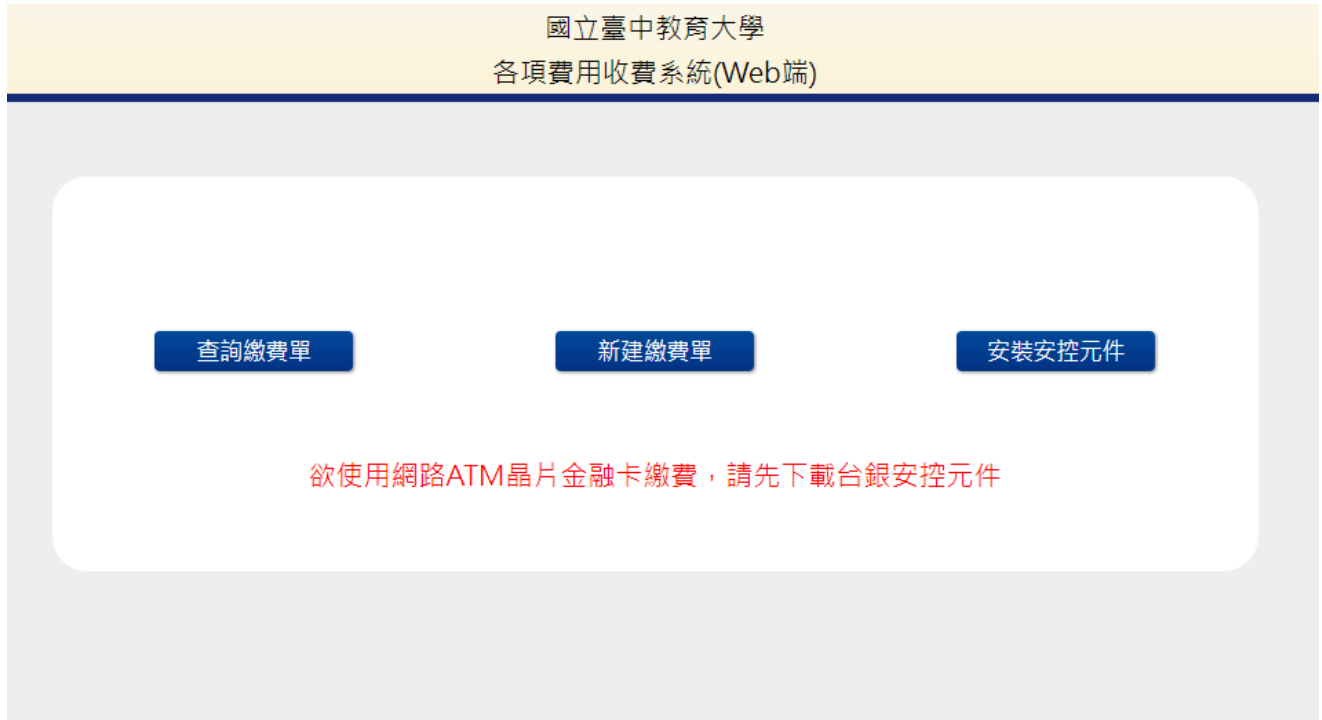 國立臺中教育大學
各項費用收費系統(Web端)
查詢繳費單
新建繳費單
安裝安控元件
欲使用網路ATM晶片金融卡繳費，請先下載台銀安控元件